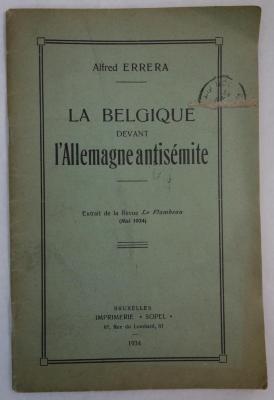 Alfred ERRERA
LA BELGIQUE
DEVANT
l'Allemagne antisémite
Extrait de la Revue Le Flambeau
(Mai 1934)
BRUXELLES
IMPRIMERIE « SOPEL »
67, Rue du Lombard, 67
1934